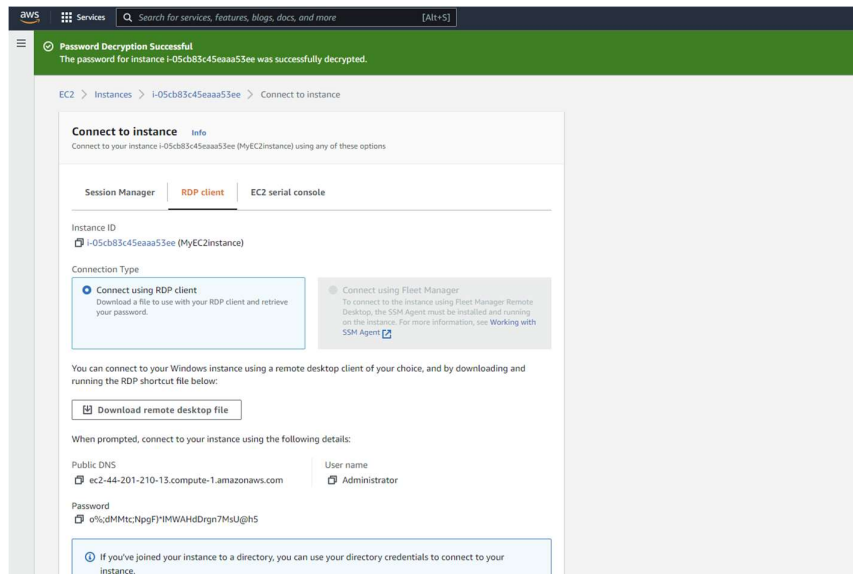 aws
Services
Search for services, features, blogs, docs, and more
[Alt+S]
Password Decryption Successful
The password for instance i-05cb83c45eaaa53ee was successfully decrypted.
EC2 > Instances > i-05cb83c45eaaa53ee > Connect to instance
Connect to instance Info
Connect to your instance i-05cb83c45eaaa53ee (MyEC2instance) using any of these options
Session Manager
RDP client
EC2 serial console
Instance ID
i-05cb83c45eaaa53ee (MyEC2instance)
Connection Type
Connect using RDP client
Download a file to use with your RDP client and retrieve
your password.
Connect using Fleet Manager
To connect to the instance using Fleet Manager Remote
Desktop, the SSM Agent must be installed and running
on the instance. For more information, see Working with
SSM Agent
You can connect to your Windows instance using a remote desktop client of your choice, and by downloading and
running the RDP shortcut file below:
Download remote desktop file
When prompted, connect to your instance using the following details:
Public DNS
ec2-44-201-210-13.compute-1.amazonaws.com
User name
Administrator
Password
o%;dMMtc;NpgF)*IMWAHdDrgn7MsU@h5
If you've joined your instance to a directory, you can use your directory credentials to connect to your
instance.